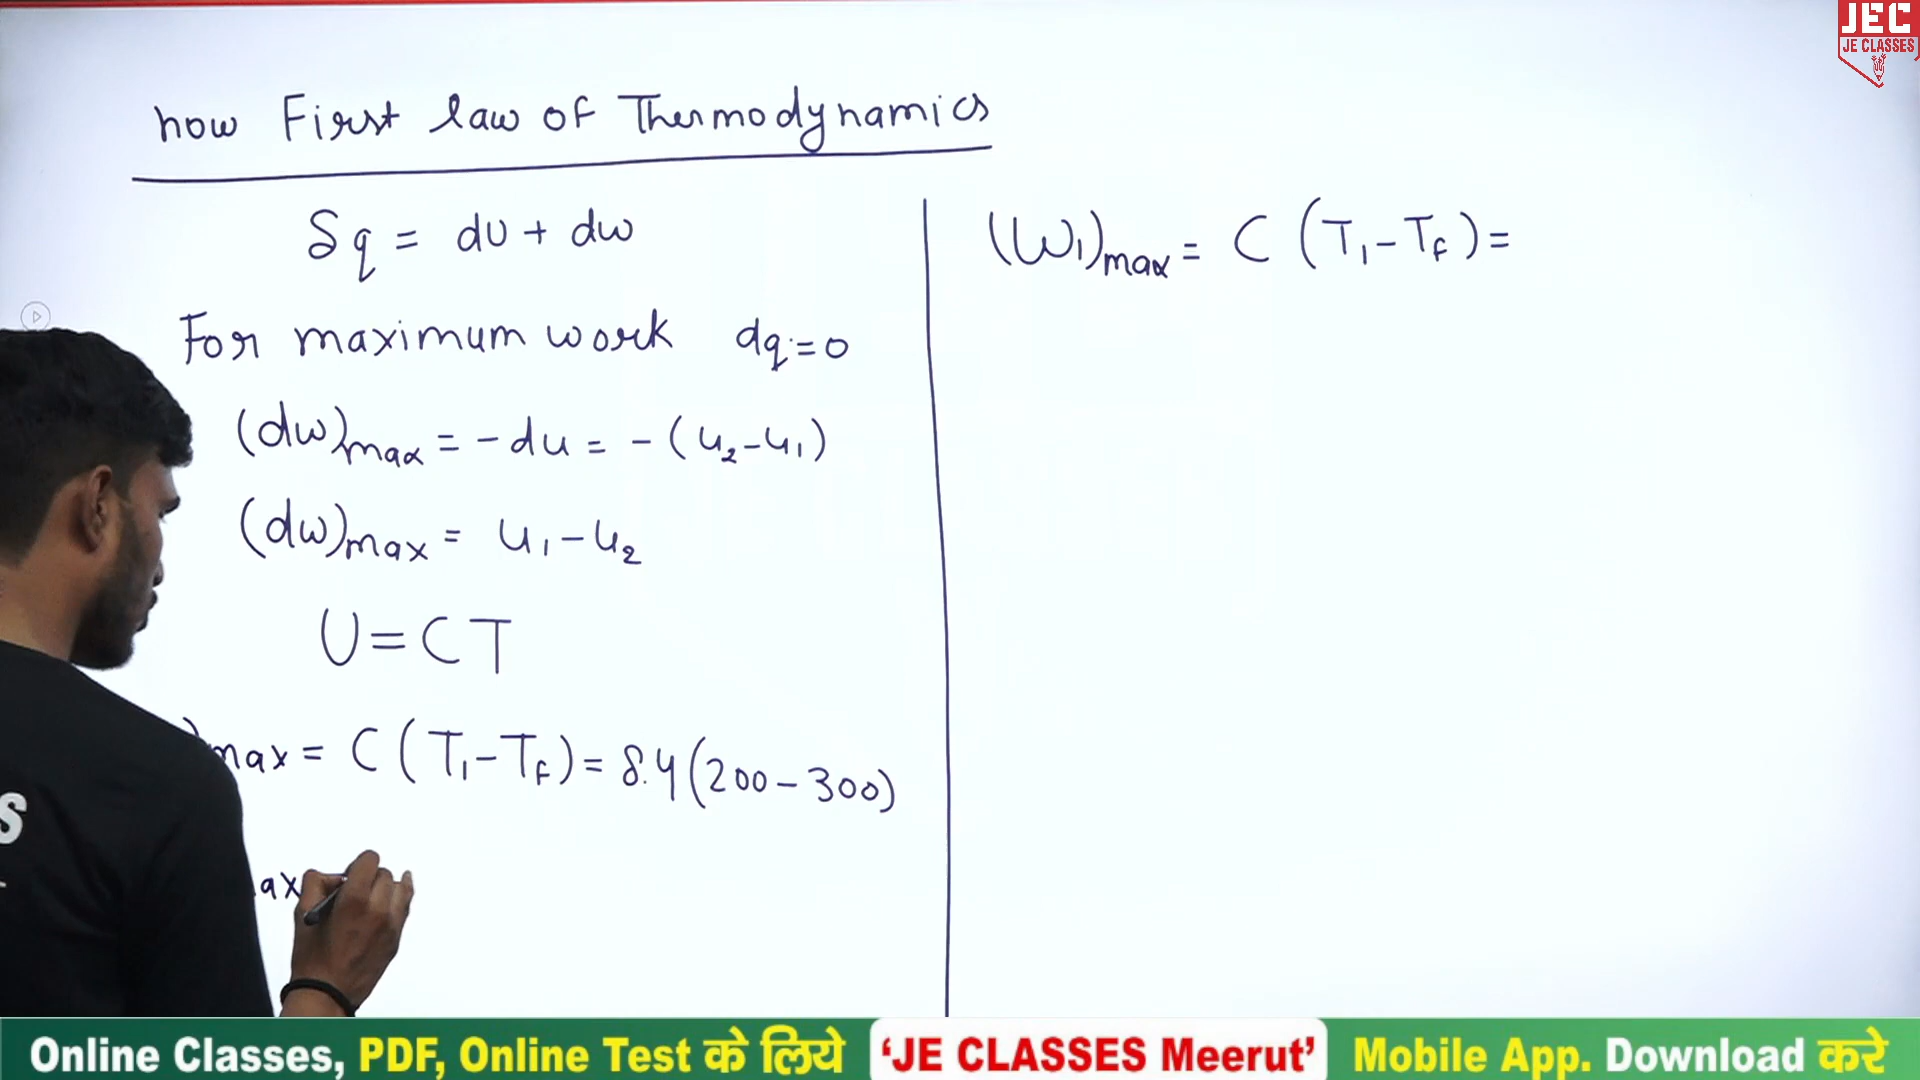 JEC
JE CLASSES
now First law of Thermodynamics
δq = dU + dw
For maximum work dq = 0
(dw)max = - du = - (u2 - u1)
(dw)max = u1 - u2
U = CT
)max = C (T1 - Tf) = 8.4 (200 - 300)
ax
(W1)max = C (T1 - Tf) =
S
Online Classes, PDF, Online Test के लिये 'JE CLASSES Meerut' Mobile App. Download करे